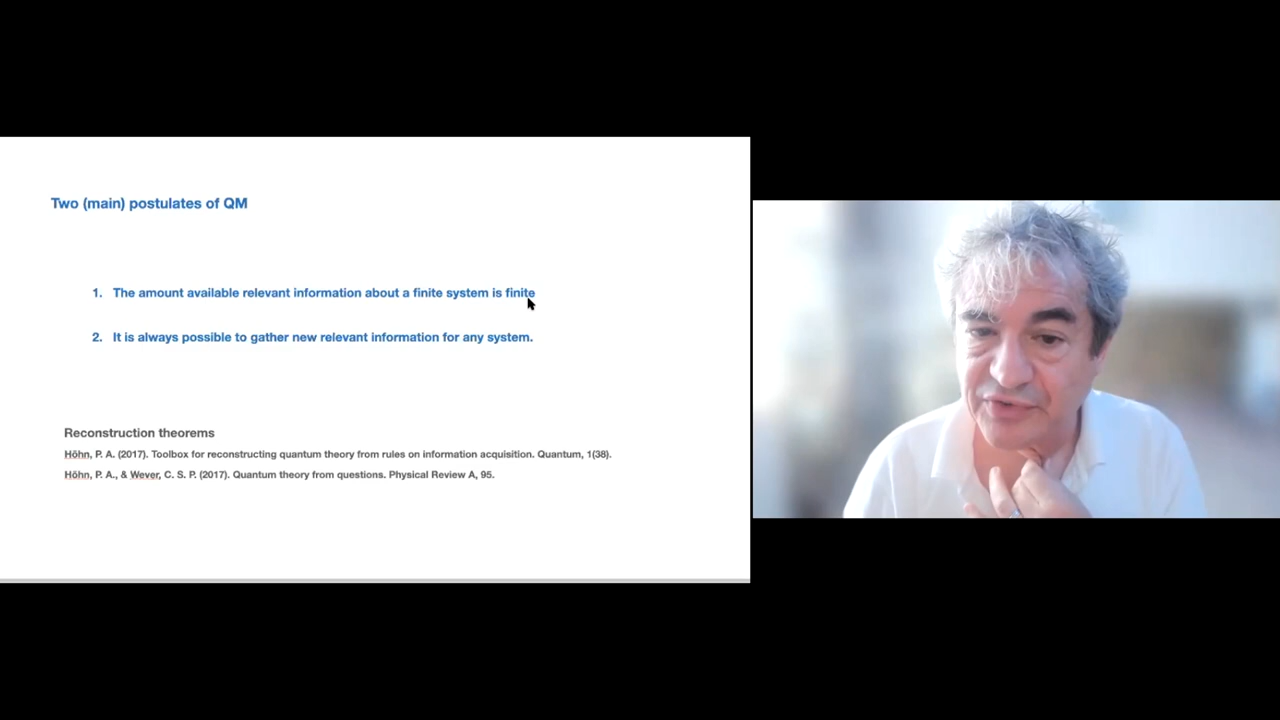 Two (main) postulates of QM
1. The amount available relevant information about a finite system is finite
2. It is always possible to gather new relevant information for any system.
Reconstruction theorems
Höhn, P. A. (2017). Toolbox for reconstructing quantum theory from rules on information acquisition. Quantum, 1(38).
Höhn, P. A., & Wever, C. S. P. (2017). Quantum theory from questions. Physical Review A, 95.